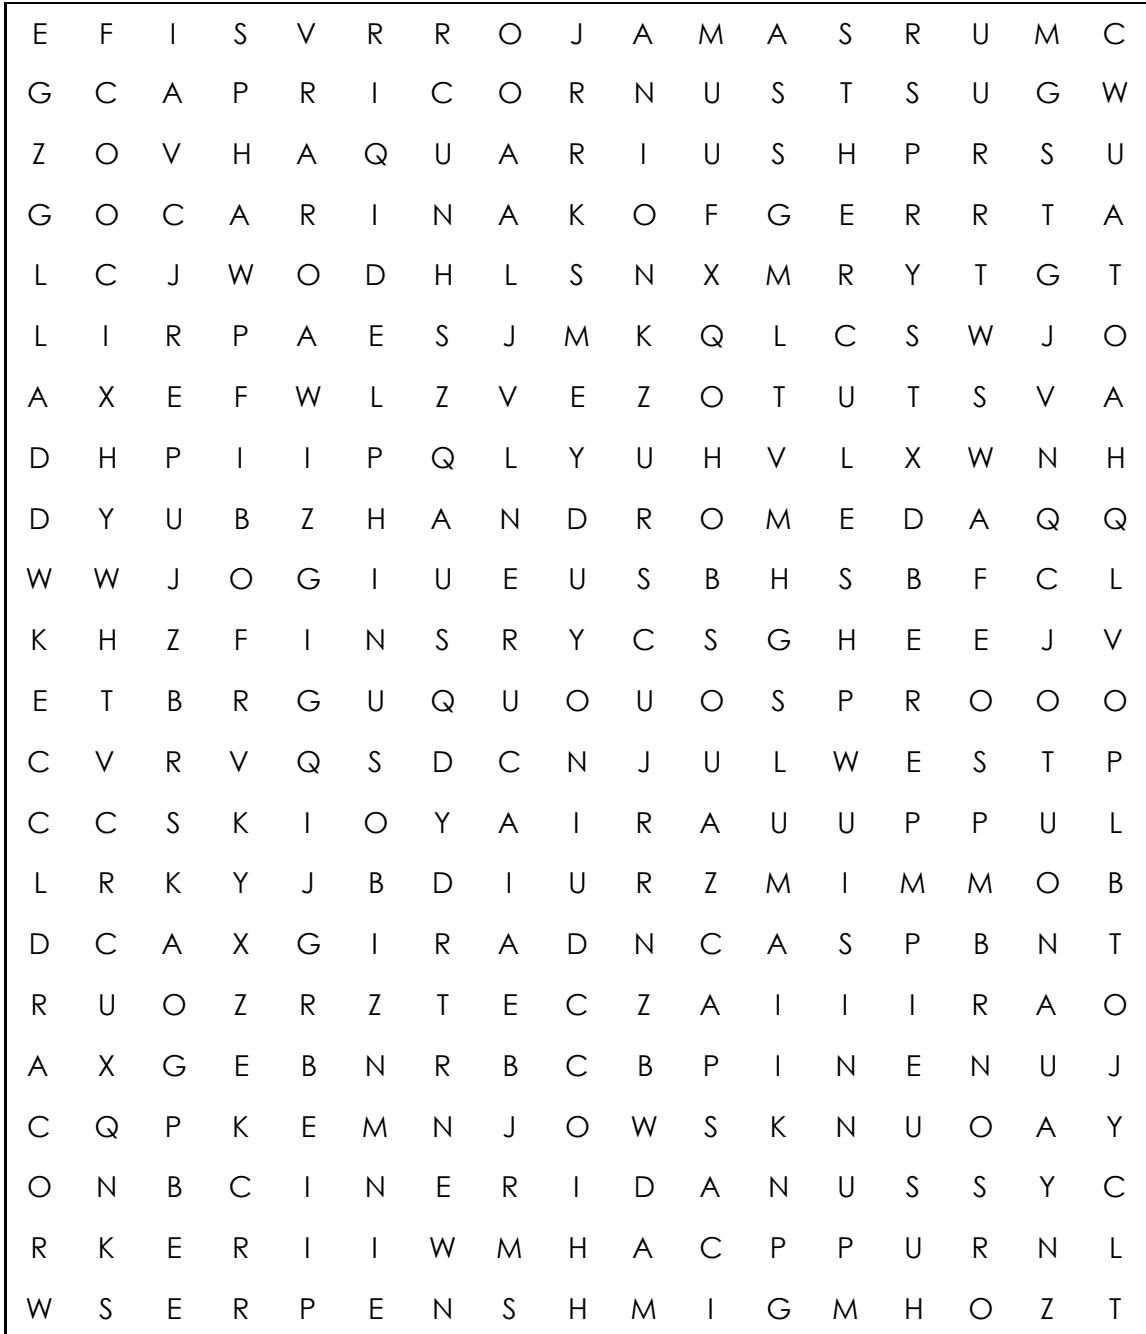 E F I S V R R O J A M A S R U M C
G C A P R I C O R N U S T S U G W
Z O V H A Q U A R I U S H P R S U
G O C A R I N A K O F G E R R T A
L C J W O D H L S N X M R Y T G T
L I R P A E S J M K Q L C S W J O
A X E F W L Z V E Z O T U T S V A
D H P I I P Q L Y U H V L X W N H
D Y U B Z H A N D R O M E D A Q Q
W W J O G I U E U S B H S B F C L
K H Z F I N S R Y C S G H E E J V
E T B R G U Q U O U O S P R O O O
C V R V Q S D C N J U L W E S T P
C C S K I O Y A I R A U U P P U L
L R K Y J B D I U R Z M I M M O B
D C A X G I R A D N C A S P B N T
R U O Z R Z T E C Z A I I I R A O
A X G E B N R B C B P I N E N U J
C Q P K E M N J O W S K N U O A Y
O N B C I N E R I D A N U S S Y C
R K E R I I W M H A C P P U R N L
W S E R P E N S H M I G M H O Z T